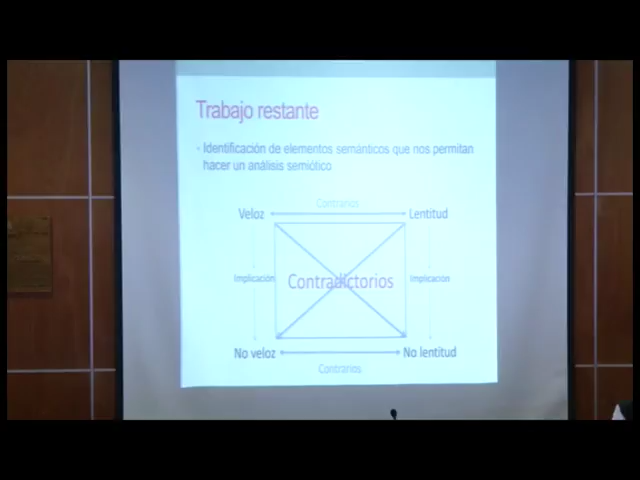 Trabajo restante
• Identificación de elementos semánticos que nos permitan
hacer un análisis semiótico
Contrarios
Veloz Lentitud
Implicación Contradictorios Implicación
No veloz No lentitud
Contrarios